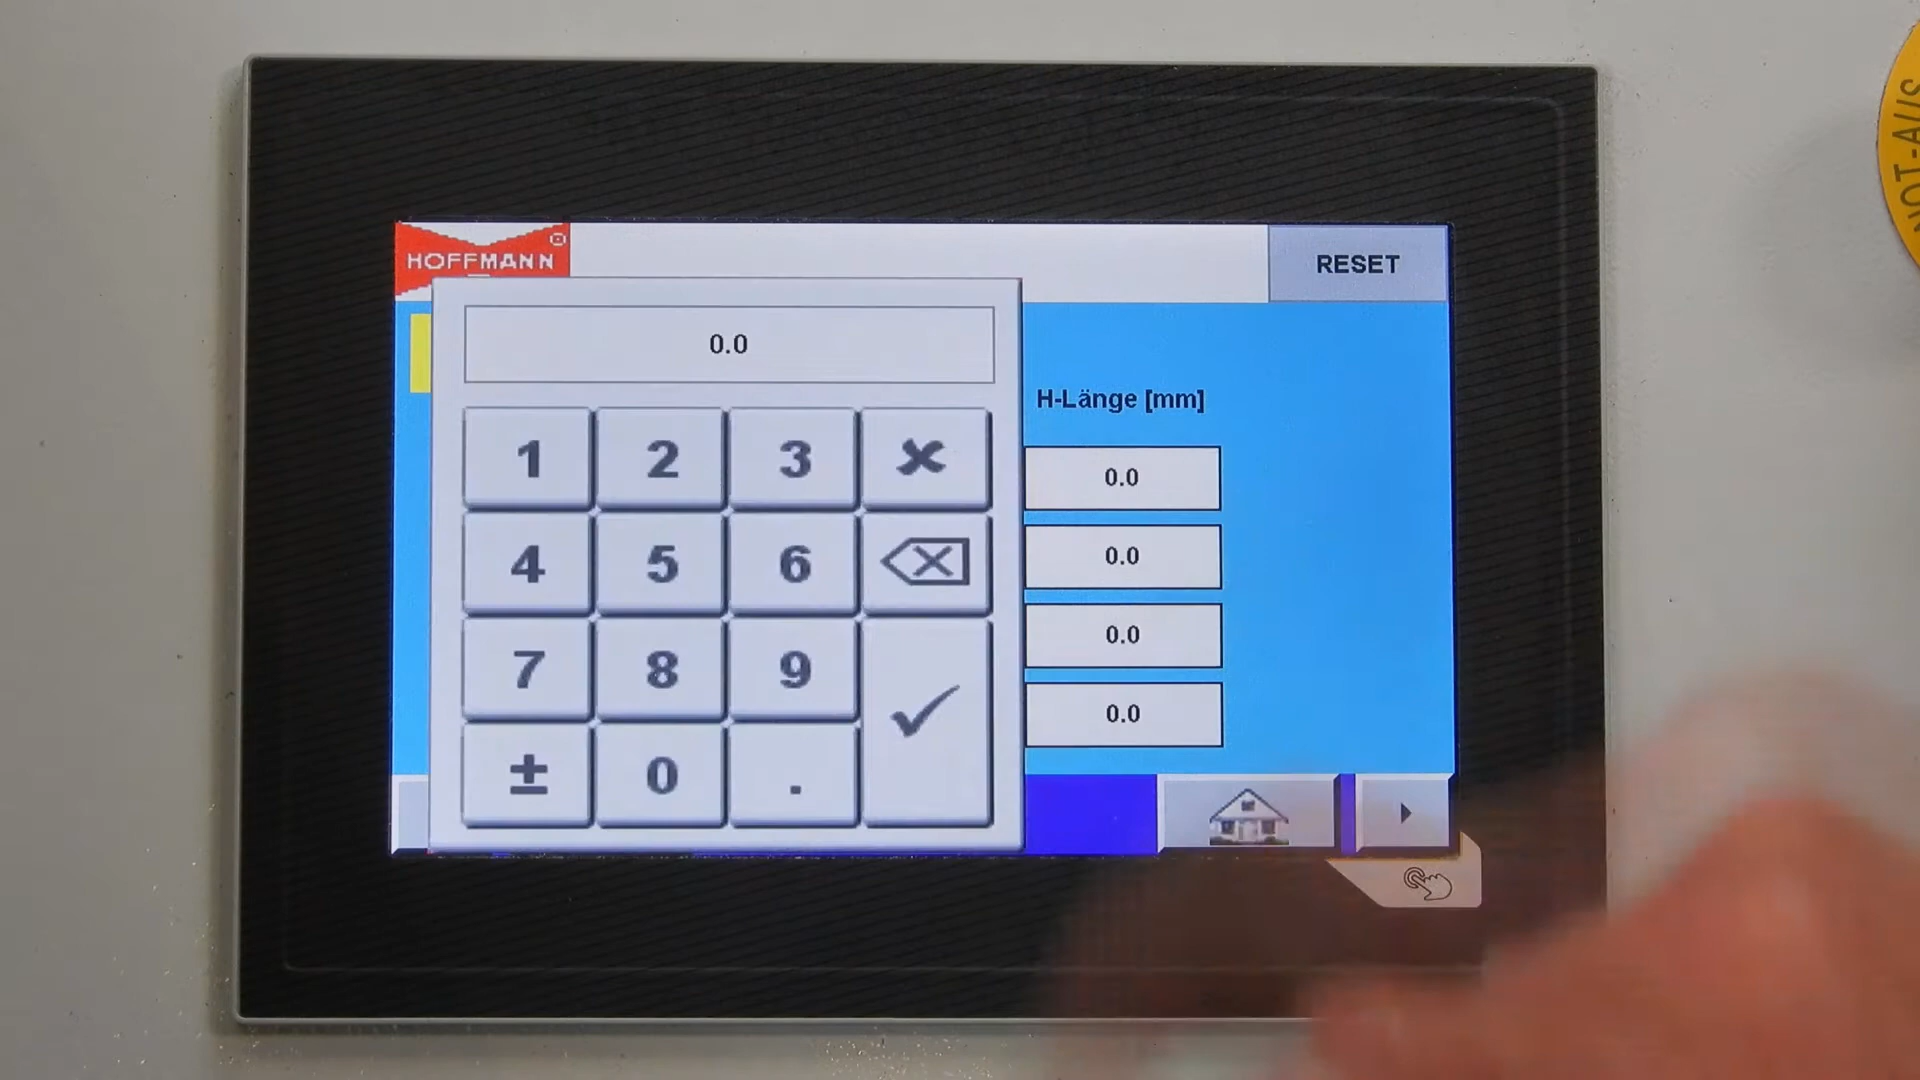 HOFFMANN
RESET
0.0
H-Länge [mm]
1 2 3
0.0
4 5 6
0.0
7 8 9
0.0
± 0 .
0.0
NOT-AUS